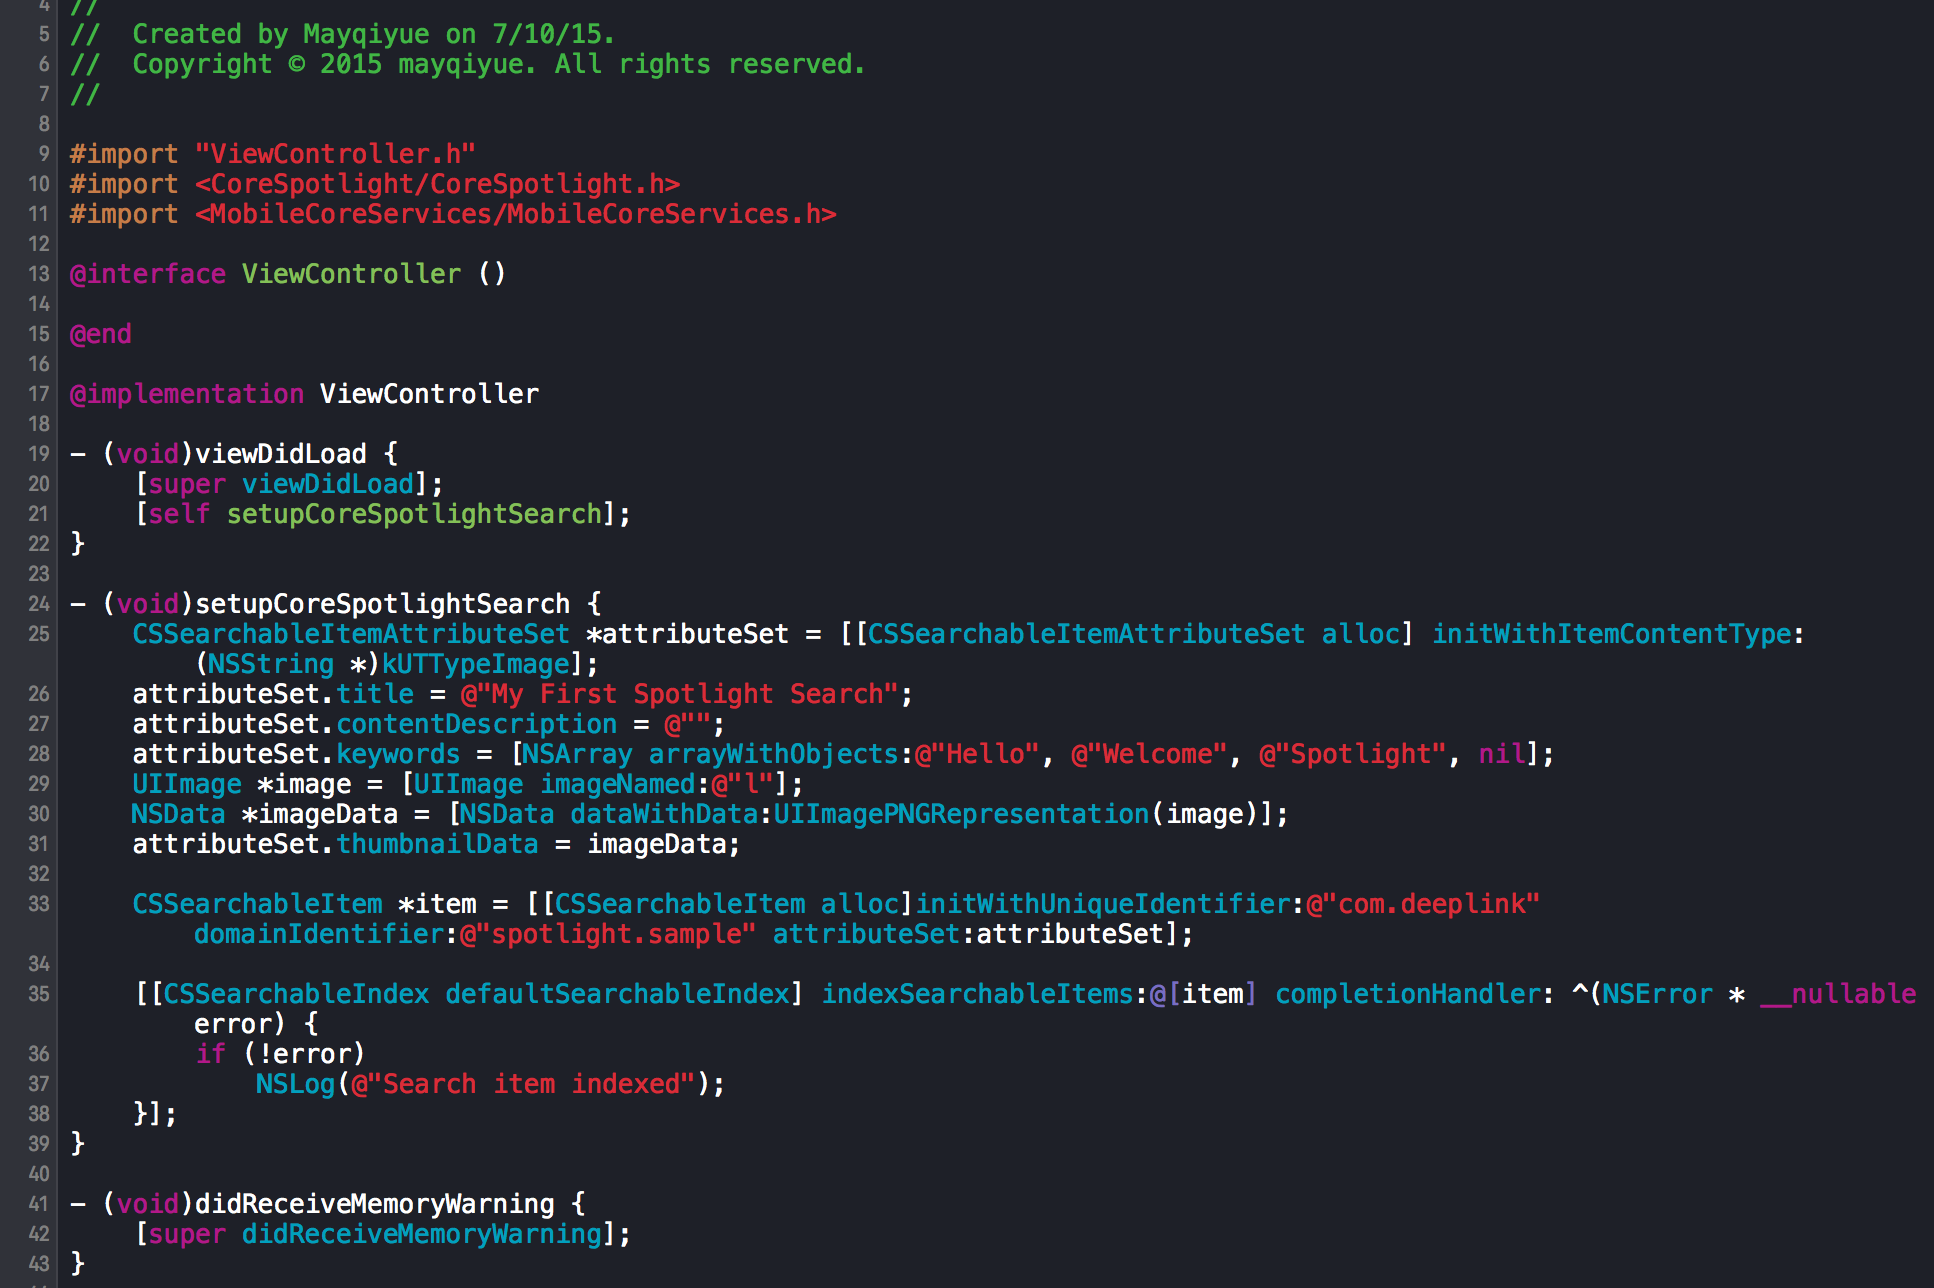 4 //
5 //  Created by Mayqiyue on 7/10/15.
6 //  Copyright © 2015 mayqiyue. All rights reserved.
7 //
8
9 #import "ViewController.h"
10 #import <CoreSpotlight/CoreSpotlight.h>
11 #import <MobileCoreServices/MobileCoreServices.h>
12
13 @interface ViewController ()
14
15 @end
16
17 @implementation ViewController
18
19 - (void)viewDidLoad {
20     [super viewDidLoad];
21     [self setupCoreSpotlightSearch];
22 }
23
24 - (void)setupCoreSpotlightSearch {
25     CSSearchableItemAttributeSet *attributeSet = [[CSSearchableItemAttributeSet alloc] initWithItemContentType:
        (NSString *)kUTTypeImage];
26     attributeSet.title = @"My First Spotlight Search";
27     attributeSet.contentDescription = @"";
28     attributeSet.keywords = [NSArray arrayWithObjects:@"Hello", @"Welcome", @"Spotlight", nil];
29     UIImage *image = [UIImage imageNamed:@"l"];
30     NSData *imageData = [NSData dataWithData:UIImagePNGRepresentation(image)];
31     attributeSet.thumbnailData = imageData;
32
33     CSSearchableItem *item = [[CSSearchableItem alloc]initWithUniqueIdentifier:@"com.deeplink"
        domainIdentifier:@"spotlight.sample" attributeSet:attributeSet];
34
35     [[CSSearchableIndex defaultSearchableIndex] indexSearchableItems:@[item] completionHandler: ^(NSError * __nullable
        error) {
36         if (!error)
37             NSLog(@"Search item indexed");
38     }];
39 }
40
41 - (void)didReceiveMemoryWarning {
42     [super didReceiveMemoryWarning];
43 }